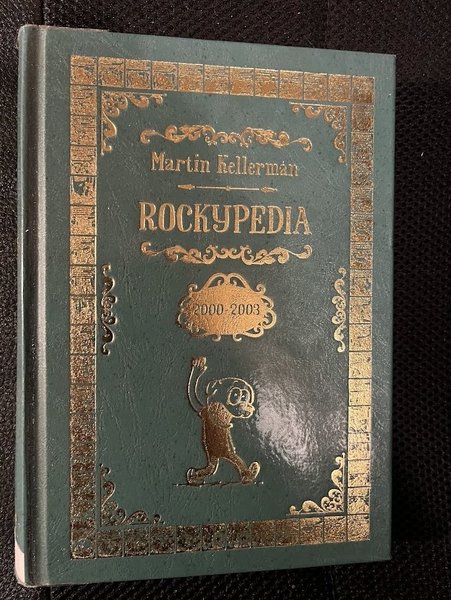 Martin Kellerman
ROCKYPEDIA
2000-2003